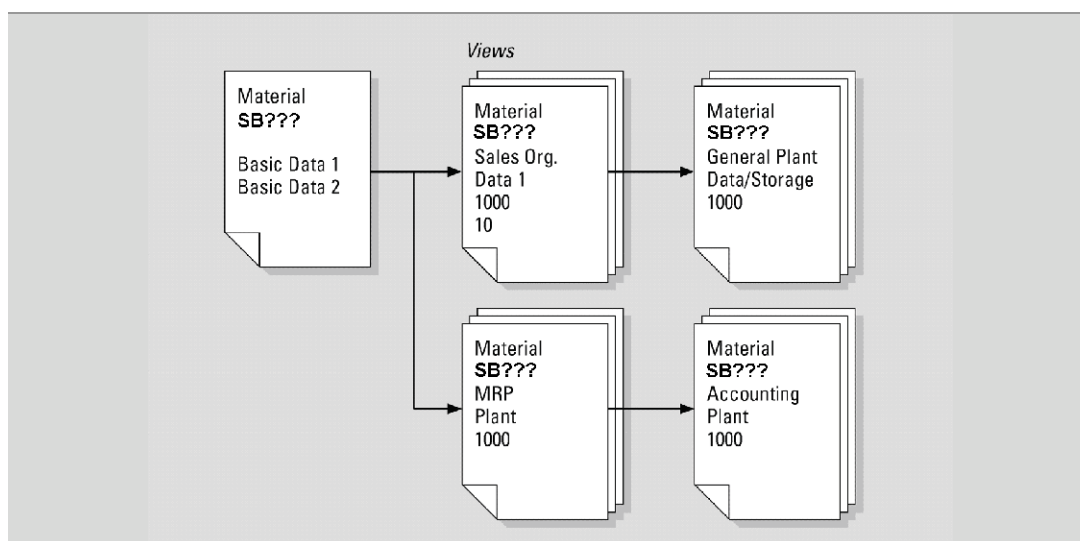 Views
Material
SB???
Basic Data 1
Basic Data 2
Material
SB???
Sales Org.
Data 1
1000
10
Material
SB???
General Plant
Data/Storage
1000
Material
SB???
MRP
Plant
1000
Material
SB???
Accounting
Plant
1000